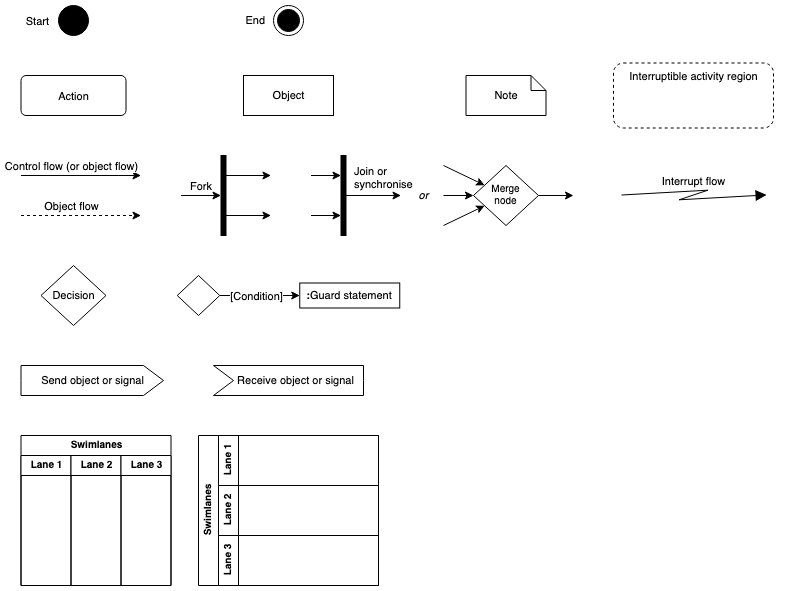 Start
End
Action
Object
Note
Interruptible activity region
Control flow (or object flow)
Object flow
Fork
Join or
synchronise
or
Merge
node
Interrupt flow
Decision
[Condition]
:Guard statement
Send object or signal
Receive object or signal
Swimlanes
Lane 1
Lane 2
Lane 3
Swimlanes
Lane 1
Lane 2
Lane 3